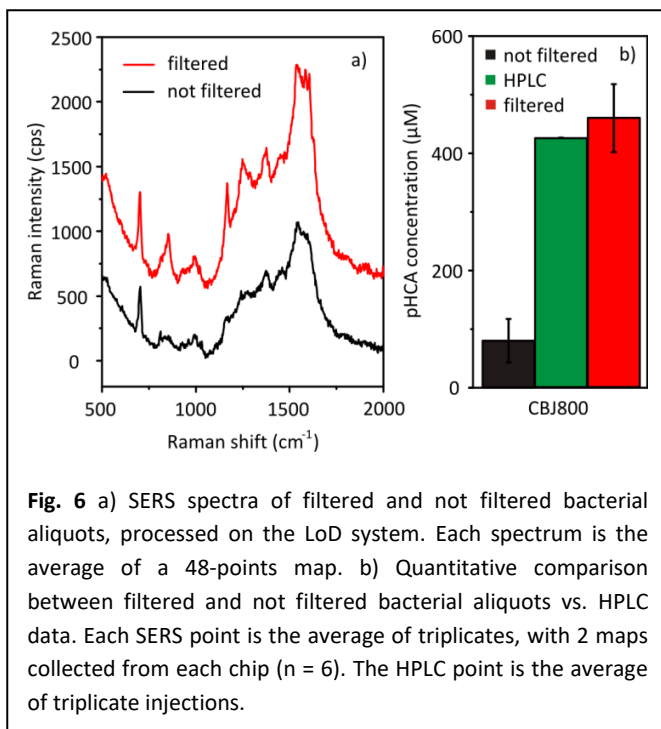 2500
2000
1500
1000
500
0
Raman intensity (cps)
filtered
not filtered
a)
500 1000 1500 2000
Raman shift (cm⁻¹)
600
400
200
0
pHCA concentration (µM)
not filtered
HPLC
filtered
b)
CBJ800
Fig. 6 a) SERS spectra of filtered and not filtered bacterial
aliquots, processed on the LoD system. Each spectrum is the
average of a 48-points map. b) Quantitative comparison
between filtered and not filtered bacterial aliquots vs. HPLC
data. Each SERS point is the average of triplicates, with 2 maps
collected from each chip (n = 6). The HPLC point is the average
of triplicate injections.